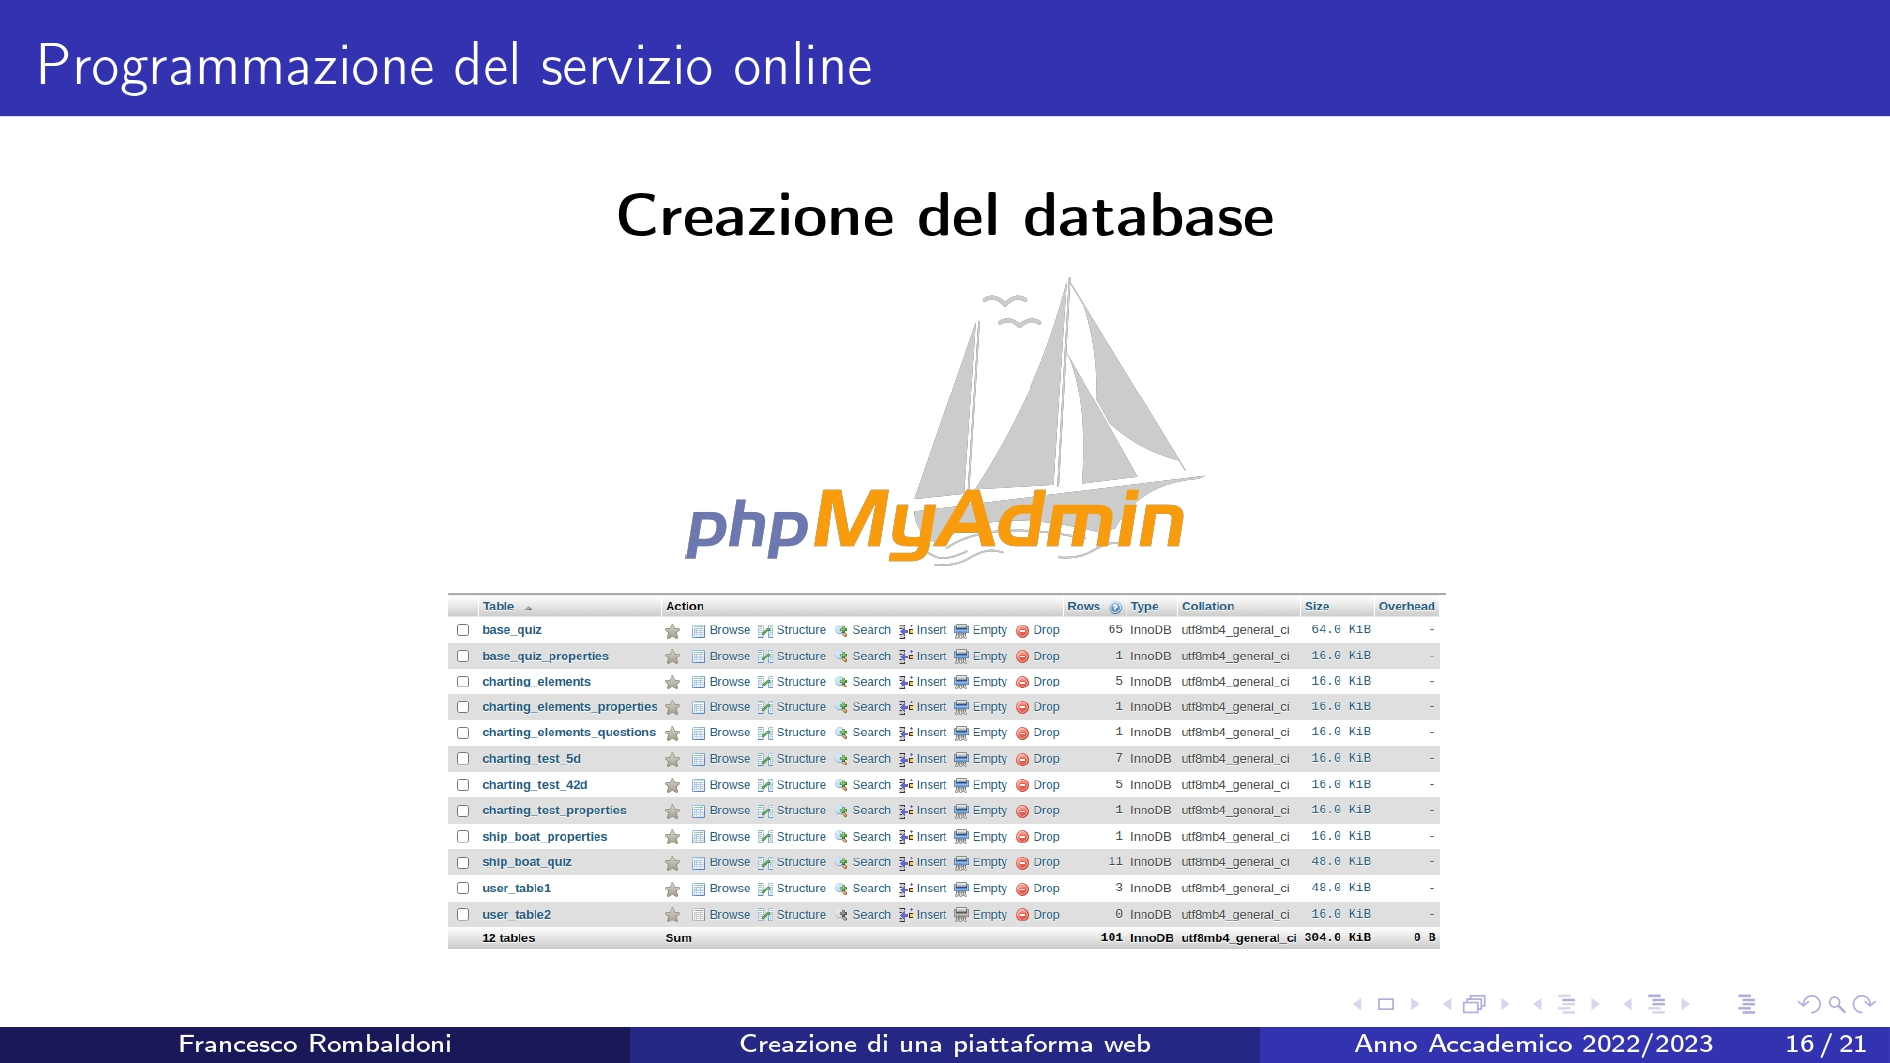 Programmazione del servizio online
Creazione del database
phpMyAdmin
Table Action Rows Type Collation Size Overhead
base_quiz Browse Structure Search Insert Empty Drop 65 InnoDB utf8mb4_general_ci 64.0 KiB -
base_quiz_properties Browse Structure Search Insert Empty Drop 1 InnoDB utf8mb4_general_ci 16.0 KiB -
charting_elements Browse Structure Search Insert Empty Drop 5 InnoDB utf8mb4_general_ci 16.0 KiB -
charting_elements_properties Browse Structure Search Insert Empty Drop 1 InnoDB utf8mb4_general_ci 16.0 KiB -
charting_elements_questions Browse Structure Search Insert Empty Drop 1 InnoDB utf8mb4_general_ci 16.0 KiB -
charting_test_5d Browse Structure Search Insert Empty Drop 7 InnoDB utf8mb4_general_ci 16.0 KiB -
charting_test_42d Browse Structure Search Insert Empty Drop 5 InnoDB utf8mb4_general_ci 16.0 KiB -
charting_test_properties Browse Structure Search Insert Empty Drop 1 InnoDB utf8mb4_general_ci 16.0 KiB -
ship_boat_properties Browse Structure Search Insert Empty Drop 1 InnoDB utf8mb4_general_ci 16.0 KiB -
ship_boat_quiz Browse Structure Search Insert Empty Drop 11 InnoDB utf8mb4_general_ci 48.0 KiB -
user_table1 Browse Structure Search Insert Empty Drop 3 InnoDB utf8mb4_general_ci 48.0 KiB -
user_table2 Browse Structure Search Insert Empty Drop 0 InnoDB utf8mb4_general_ci 16.0 KiB -
12 tables Sum 101 InnoDB utf8mb4_general_ci 304.0 KiB 0 B
Francesco Rombaldoni Creazione di una piattaforma web Anno Accademico 2022/2023 16 / 21